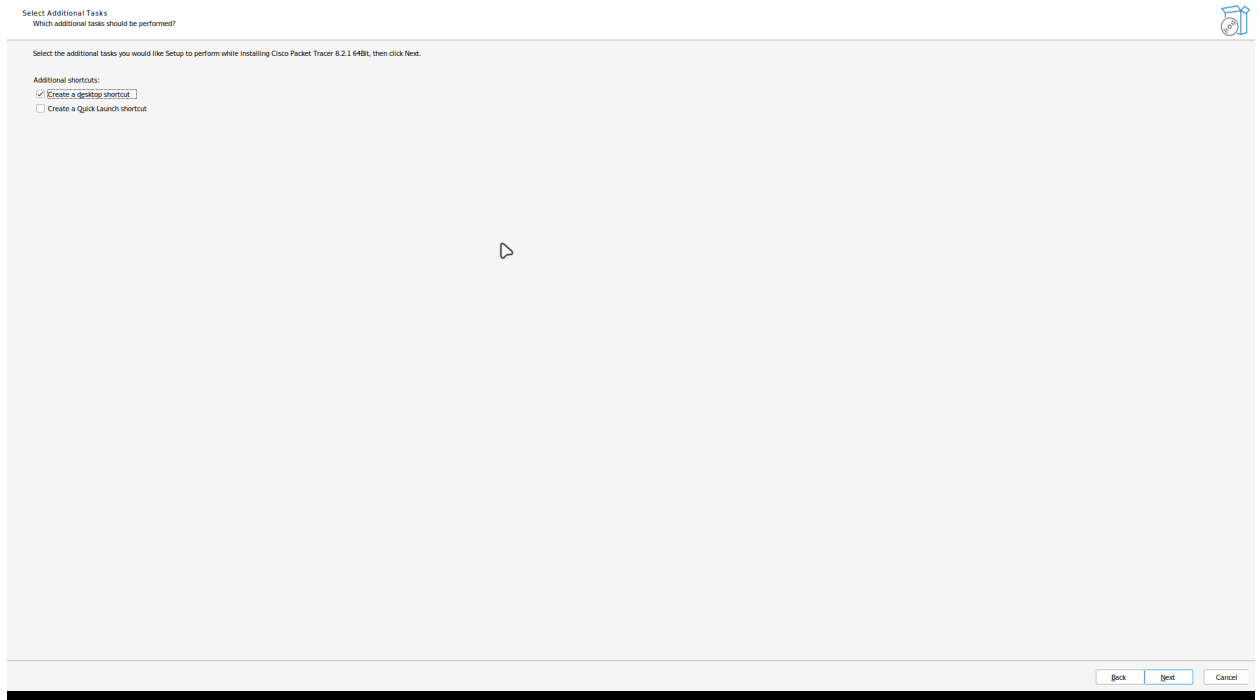 Select Additional Tasks
Which additional tasks should be performed?
Select the additional tasks you would like Setup to perform while installing Cisco Packet Tracer 8.2.1 64Bit, then click Next.
Additional shortcuts:
Create a desktop shortcut
Create a Quick Launch shortcut
Back
Next
Cancel